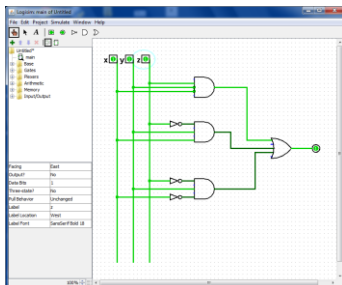 Logisim: main of Untitled
File Edit Project Simulate Window Help
A
Untitled*
main
Base
Gates
Plexers
Arithmetic
Memory
Input/Output
x y z
Facing East
Output? No
Data Bits 1
Three-state? No
Pull Behavior Unchanged
Label z
Label Location West
Label Font SansSerif Bold 18
100%